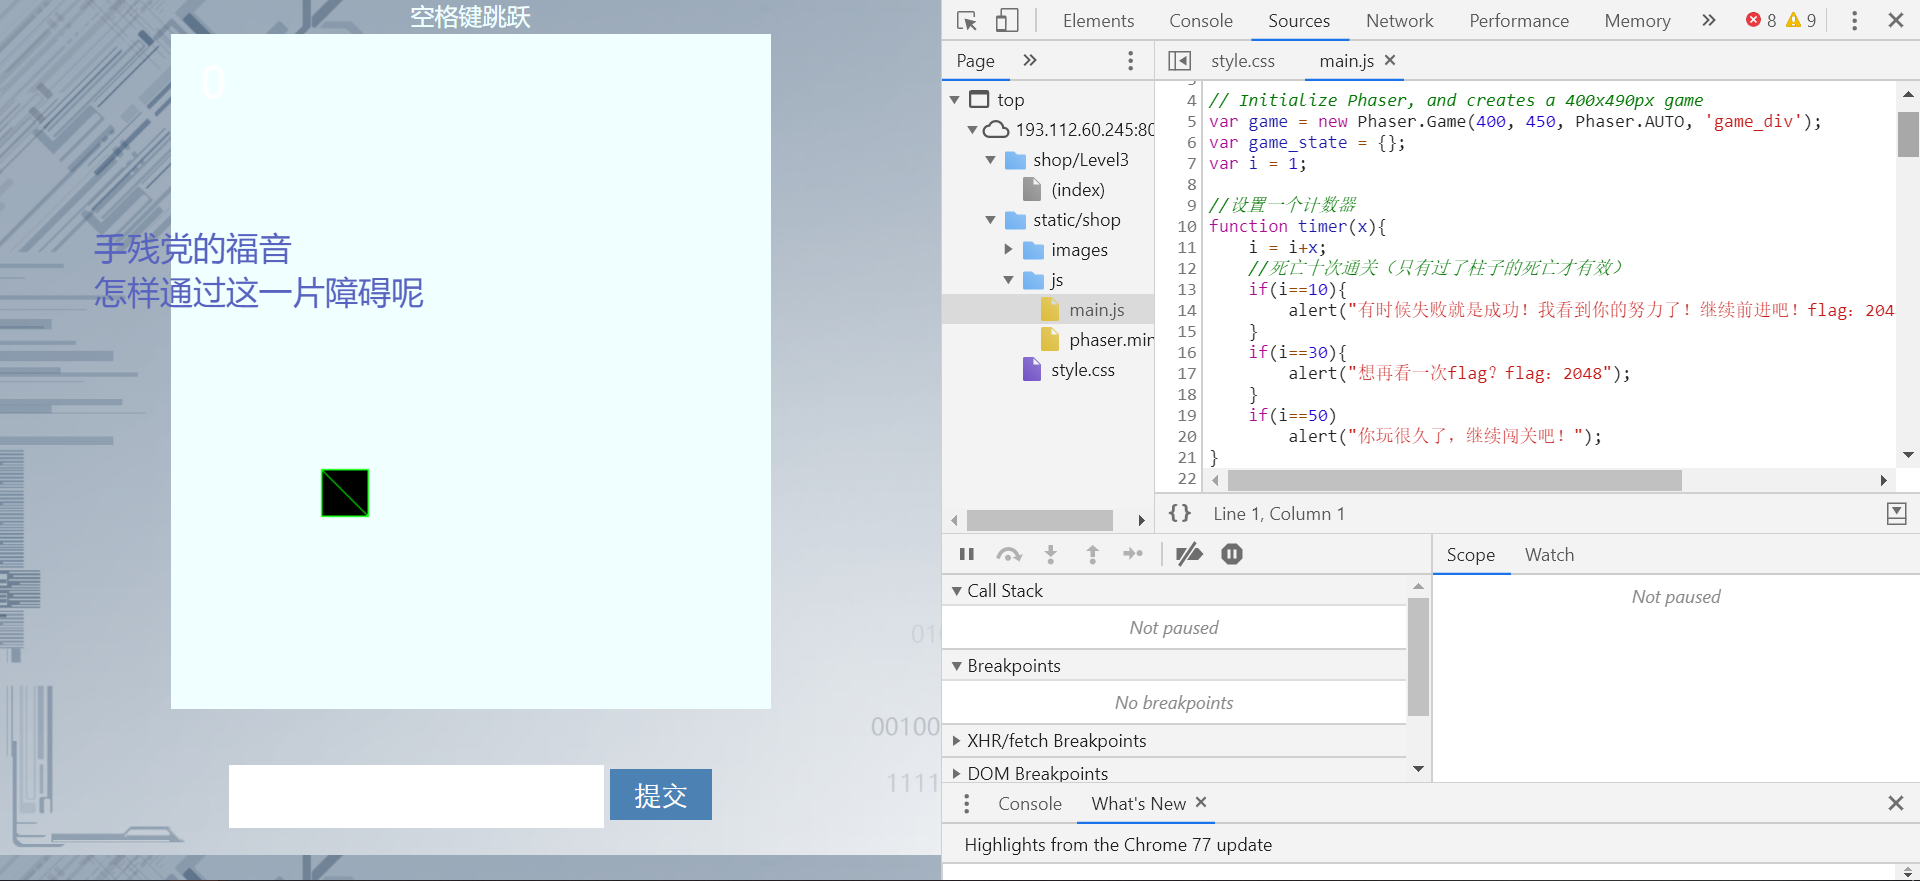 空格键跳跃
0
手残党的福音
怎样通过这一片障碍呢
提交
010
00100
1111
Elements Console Sources Network Performance Memory 8 9
Page
style.css main.js
top
193.112.60.245:80
shop/Level3
(index)
static/shop
images
js
main.js
phaser.min
style.css
4 // Initialize Phaser, and creates a 400x490px game
5 var game = new Phaser.Game(400, 450, Phaser.AUTO, 'game_div');
6 var game_state = {};
7 var i = 1;
8
9 //设置一个计数器
10 function timer(x){
11 i = i+x;
12 //死亡十次通关（只有过了柱子的死亡才有效）
13 if(i==10){
14 alert("有时候失败就是成功！我看到你的努力了！继续前进吧！flag：204
15 }
16 if(i==30){
17 alert("想再看一次flag？flag：2048");
18 }
19 if(i==50)
20 alert("你玩很久了，继续闯关吧！");
21 }
22
{} Line 1, Column 1
Scope Watch
Call Stack
Not paused
Not paused
Breakpoints
No breakpoints
XHR/fetch Breakpoints
DOM Breakpoints
Console What's New
Highlights from the Chrome 77 update